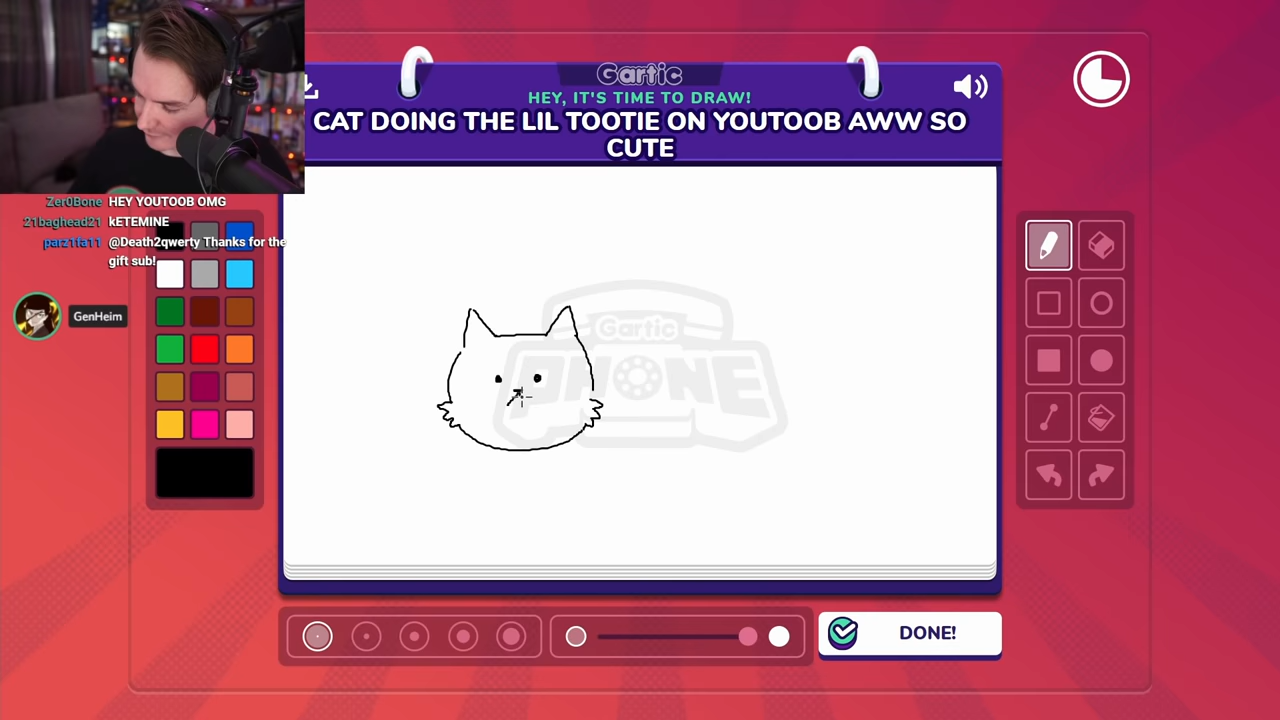 Gartic
HEY, IT'S TIME TO DRAW!
CAT DOING THE LIL TOOTIE ON YOUTOOB AWW SO
CUTE
Zer0Bone HEY YOUTOOB OMG
21baghead21 kETEMINE
parz1fa11 @Death2qwerty Thanks for the
gift sub!
GenHeim
Gartic
PHONE
DONE!